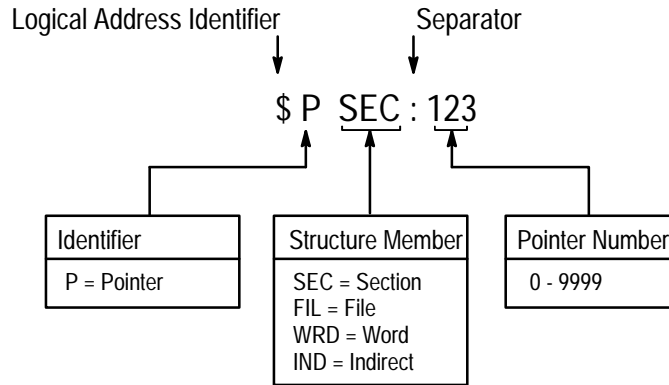 Logical Address Identifier
Separator
$ P SEC : 123
Identifier
P = Pointer
Structure Member
SEC = Section
FIL = File
WRD = Word
IND = Indirect
Pointer Number
0 - 9999